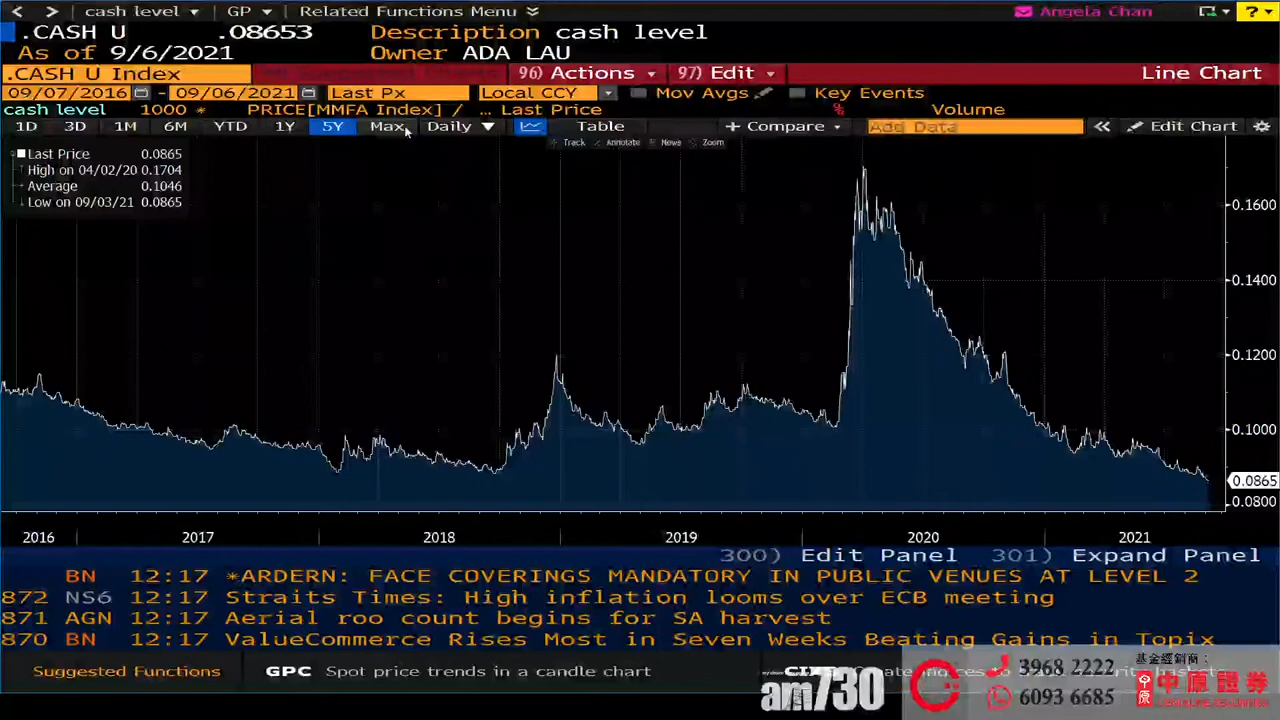 cash level GP Related Functions Menu Angela Chan ?
.CASH U .08653 Description cash level
As of 9/6/2021 Owner ADA LAU
.CASH U Index 96) Actions 97) Edit Line Chart
09/07/2016 - 09/06/2021 Last Px Local CCY Mov Avgs Key Events
cash level 1000 * PRICE[MMFA Index] / ... Last Price % Volume
1D 3D 1M 6M YTD 1Y 5Y Max Daily ▼ Table + Compare Add Data « Edit Chart
Track Annotate News Zoom
Last Price 0.0865
High on 04/02/20 0.1704
Average 0.1046
Low on 09/03/21 0.0865
0.1600
0.1400
0.1200
0.1000
0.0865
0.0800
2016 2017 2018 2019 2020 2021
300) Edit Panel 301) Expand Panel
BN 12:17 *ARDERN: FACE COVERINGS MANDATORY IN PUBLIC VENUES AT LEVEL 2
872 NS6 12:17 Straits Times: High inflation looms over ECB meeting
871 AGN 12:17 Aerial roo count begins for SA harvest
870 BN 12:17 ValueCommerce Rises Most in Seven Weeks Beating Gains in Topix
Suggested Functions GPC Spot price trends in a candle chart
am730
3968 2222
6093 6685
基金經銷商：
中原證券